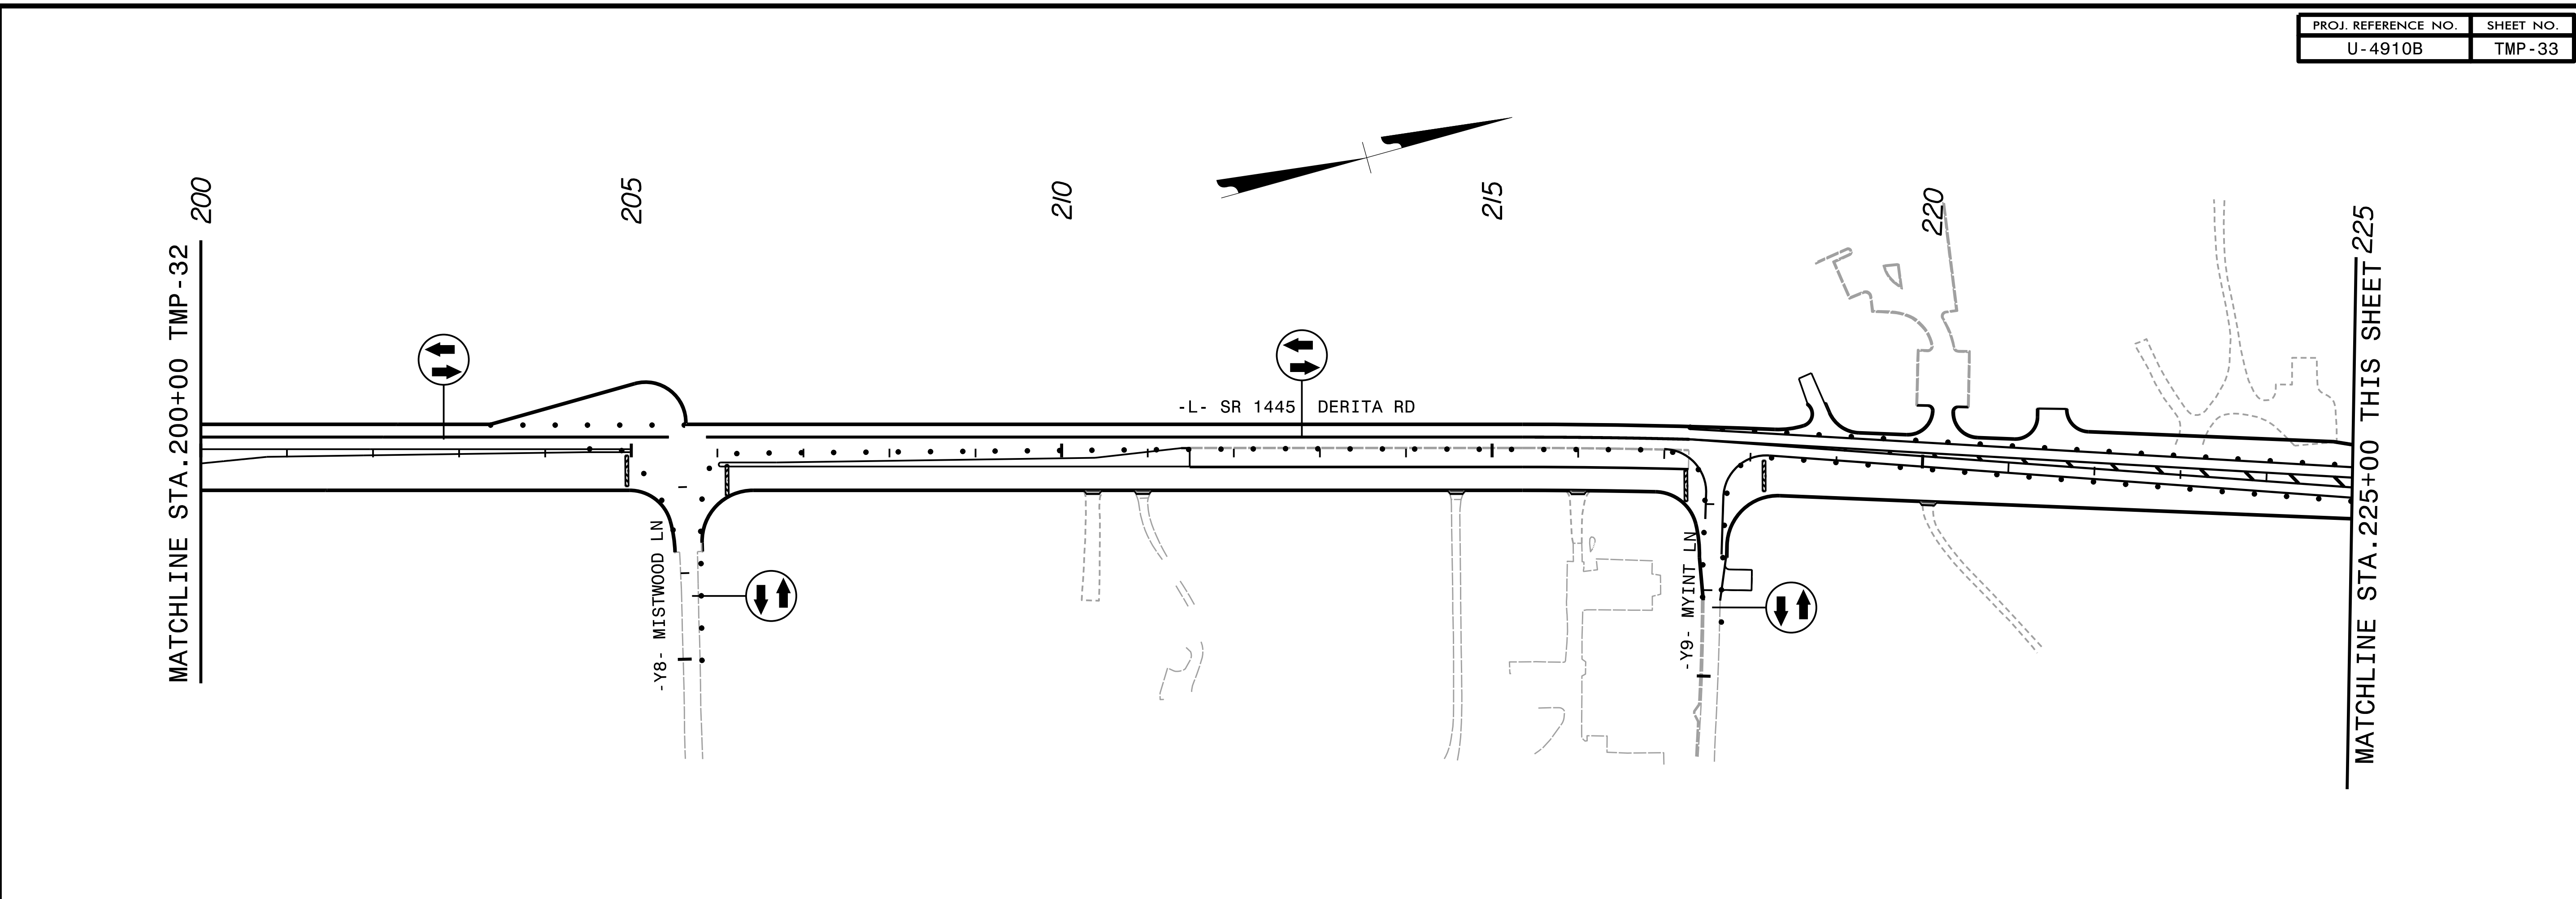 PROJ. REFERENCE NO. SHEET NO.
U-4910B TMP-33
200
205
210
215
220
225
MATCHLINE STA.200+00 TMP-32
-L- SR 1445 DERITA RD
-Y8- MISTWOOD LN
-Y9- MYINT LN
MATCHLINE STA.225+00 THIS SHEET